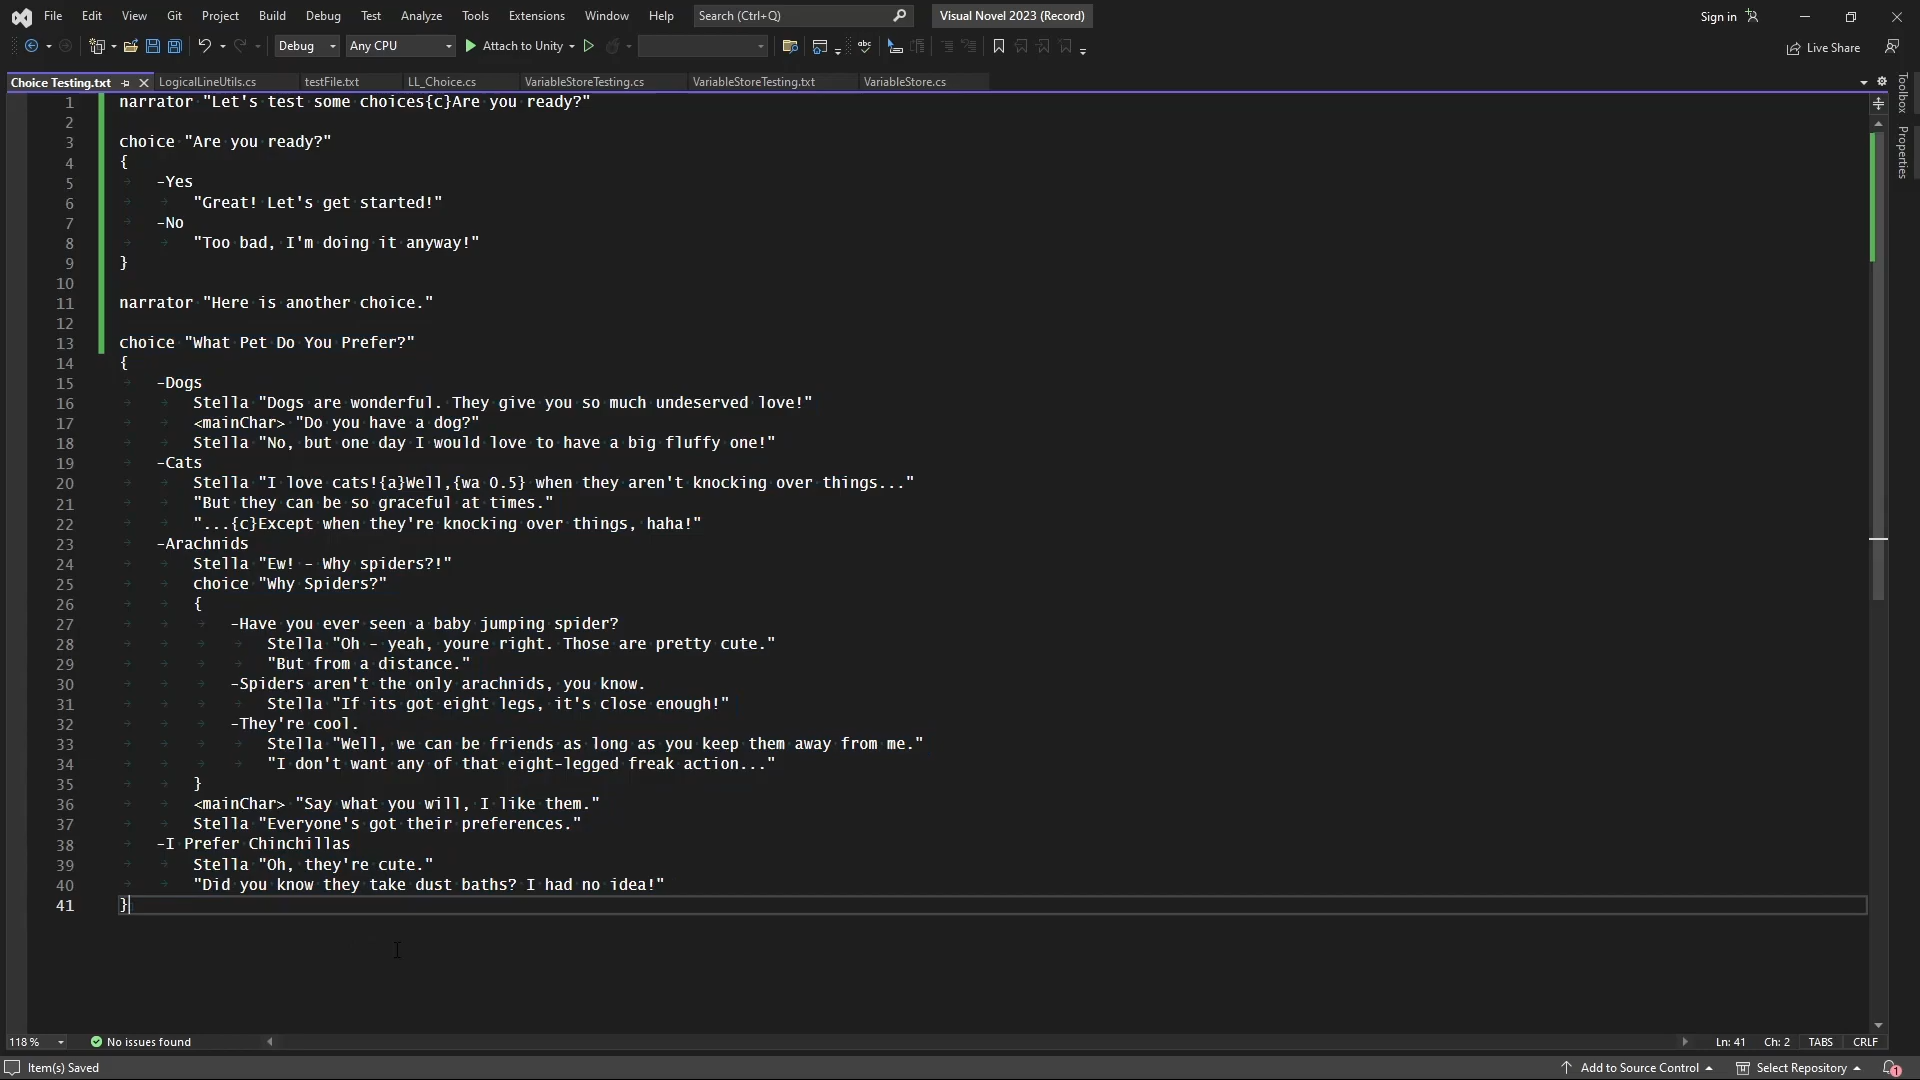 File Edit View Git Project Build Debug Test Analyze Tools Extensions Window Help Search (Ctrl+Q) Visual Novel 2023 (Record) Sign in
Debug Any CPU Attach to Unity Live Share
Choice Testing.txt LogicalLineUtils.cs testFile.txt LL_Choice.cs VariableStoreTesting.cs VariableStoreTesting.txt VariableStore.cs
Toolbox
Properties
1 narrator "Let's test some choices{c}Are you ready?"
2
3 choice "Are you ready?"
4 {
5 -Yes
6 "Great! Let's get started!"
7 -No
8 "Too bad, I'm doing it anyway!"
9 }
10
11 narrator "Here is another choice."
12
13 choice "What Pet Do You Prefer?"
14 {
15 -Dogs
16 Stella "Dogs are wonderful. They give you so much undeserved love!"
17 <mainChar> "Do you have a dog?"
18 Stella "No, but one day I would love to have a big fluffy one!"
19 -Cats
20 Stella "I love cats!{a}Well,{wa 0.5} when they aren't knocking over things..."
21 "But they can be so graceful at times."
22 "...{c}Except when they're knocking over things, haha!"
23 -Arachnids
24 Stella "Ew! - Why spiders?!"
25 choice "Why Spiders?"
26 {
27 -Have you ever seen a baby jumping spider?
28 Stella "Oh - yeah, youre right. Those are pretty cute."
29 "But from a distance."
30 -Spiders aren't the only arachnids, you know.
31 Stella "If its got eight legs, it's close enough!"
32 -They're cool.
33 Stella "Well, we can be friends as long as you keep them away from me."
34 "I don't want any of that eight-legged freak action..."
35 }
36 <mainChar> "Say what you will, I like them."
37 Stella "Everyone's got their preferences."
38 -I Prefer Chinchillas
39 Stella "Oh, they're cute."
40 "Did you know they take dust baths? I had no idea!"
41 }
118 % No issues found Ln: 41 Ch: 2 TABS CRLF
Item(s) Saved Add to Source Control Select Repository 1